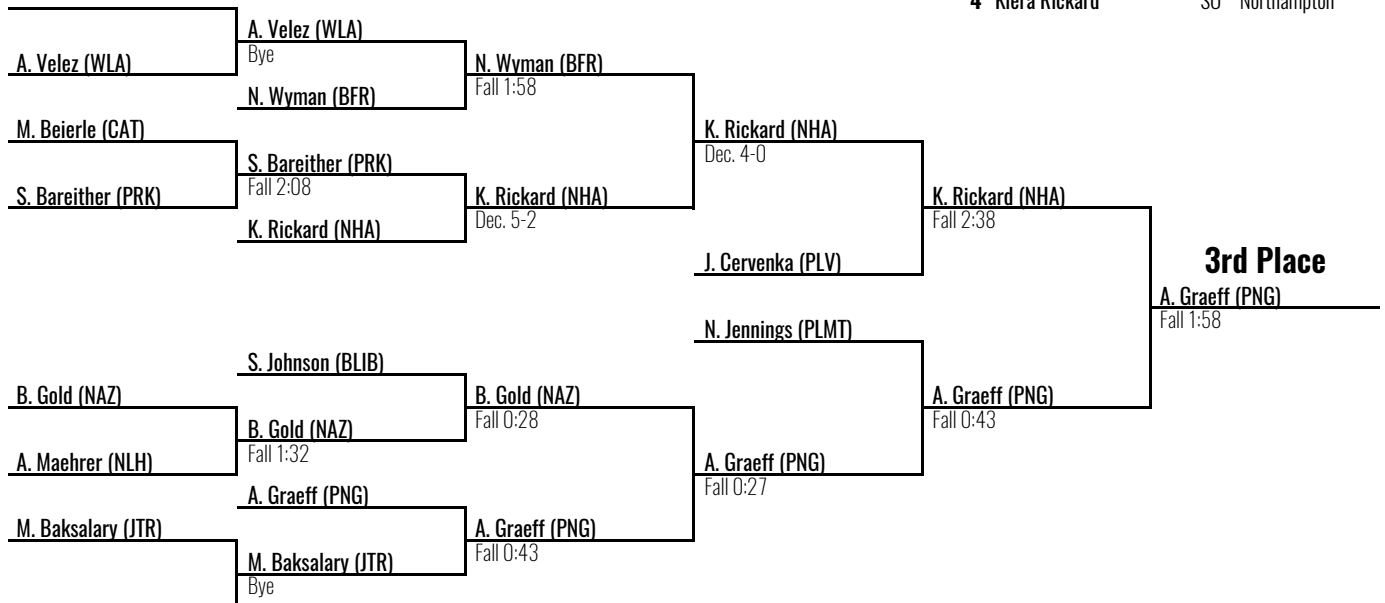 4 Kiera Rickard SO Northampton
A. Velez (WLA)
Bye
A. Velez (WLA)
N. Wyman (BFR)
Fall 1:58
N. Wyman (BFR)
M. Beierle (CAT)
K. Rickard (NHA)
Dec. 4-0
S. Bareither (PRK)
Fall 2:08
S. Bareither (PRK)
K. Rickard (NHA)
Dec. 5-2
K. Rickard (NHA)
Fall 2:38
K. Rickard (NHA)
J. Cervenka (PLV)
3rd Place
A. Graeff (PNG)
Fall 1:58
N. Jennings (PLMT)
S. Johnson (BLIB)
B. Gold (NAZ)
B. Gold (NAZ)
Fall 0:28
A. Graeff (PNG)
Fall 0:43
B. Gold (NAZ)
Fall 1:32
A. Maehrer (NLH)
A. Graeff (PNG)
Fall 0:27
A. Graeff (PNG)
M. Baksalary (JTR)
A. Graeff (PNG)
Fall 0:43
M. Baksalary (JTR)
Bye